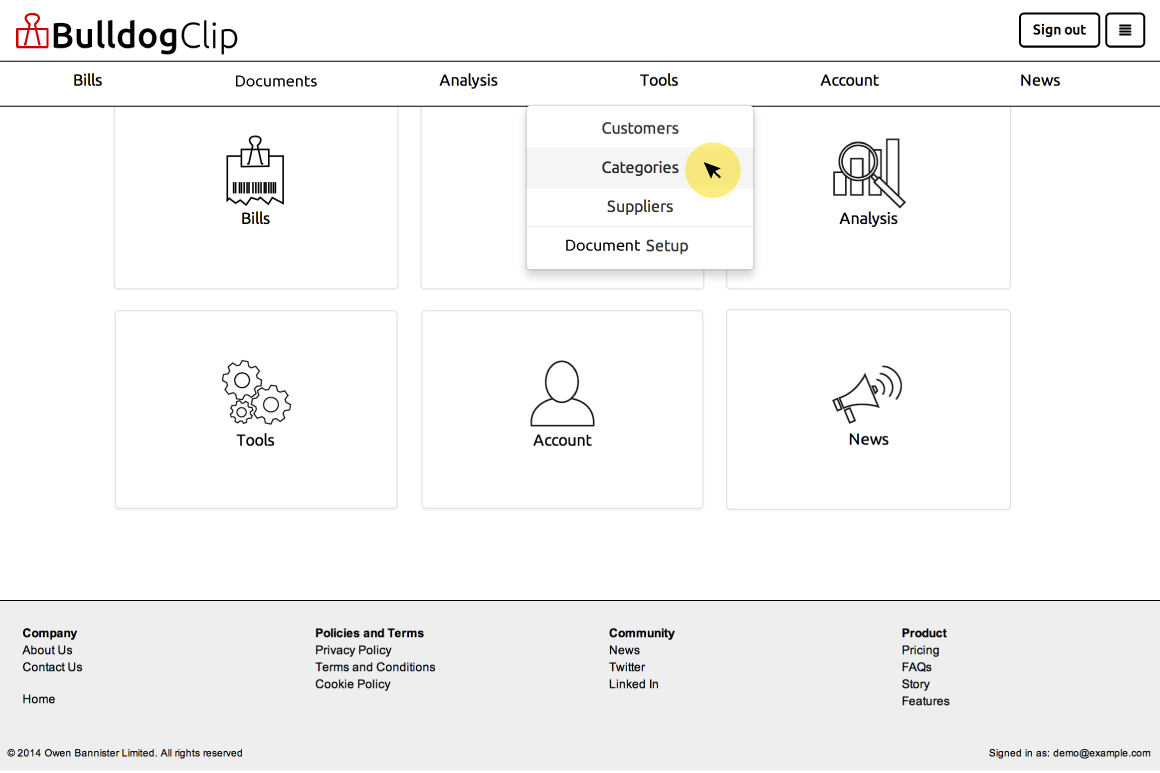 BulldogClip
Sign out
Bills Documents Analysis Tools Account News
Customers
Categories
Suppliers
Document Setup
Bills
Analysis
Tools
Account
News
Company
About Us
Contact Us
Home
Policies and Terms
Privacy Policy
Terms and Conditions
Cookie Policy
Community
News
Twitter
Linked In
Product
Pricing
FAQs
Story
Features
© 2014 Owen Bannister Limited. All rights reserved
Signed in as: demo@example.com